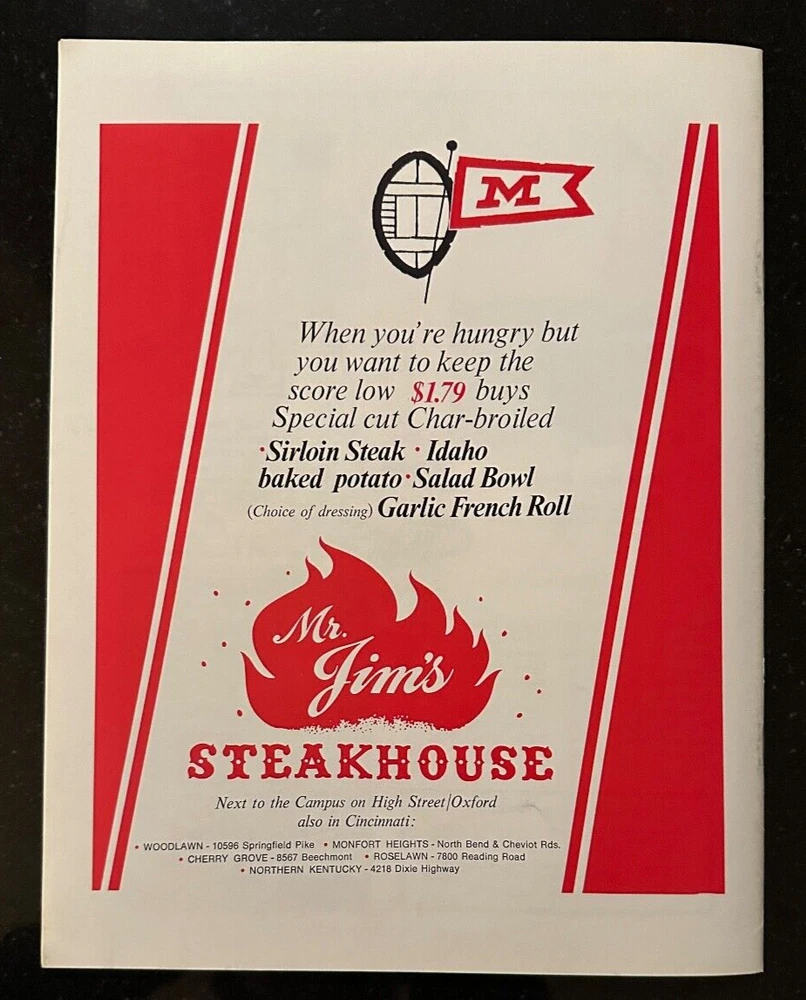 M
When you're hungry but
you want to keep the
score low $1.79 buys
Special cut Char-broiled
•Sirloin Steak • Idaho
baked potato•Salad Bowl
(Choice of dressing) Garlic French Roll
Mr.
Jim's
STEAKHOUSE
Next to the Campus on High Street/Oxford
also in Cincinnati:
• WOODLAWN - 10596 Springfield Pike • MONFORT HEIGHTS - North Bend & Cheviot Rds.
• CHERRY GROVE - 8567 Beechmont • ROSELAWN - 7800 Reading Road
• NORTHERN KENTUCKY - 4218 Dixie Highway